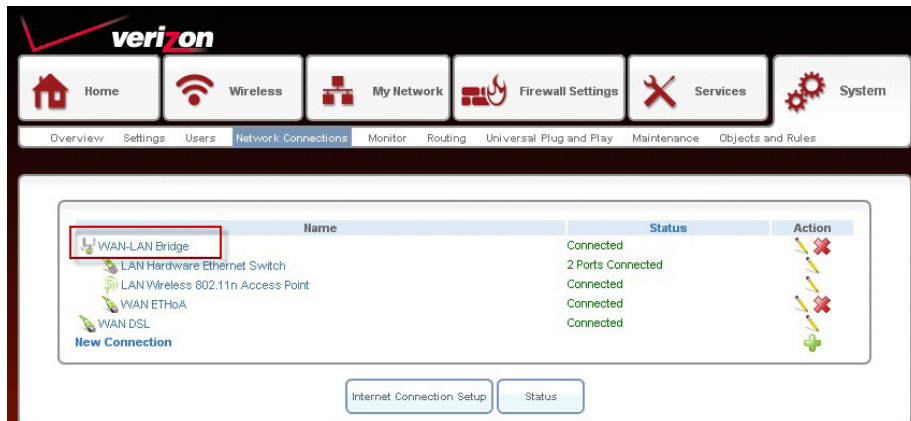 verizon
Home Wireless My Network Firewall Settings Services System
Overview Settings Users Network Connections Monitor Routing Universal Plug and Play Maintenance Objects and Rules
Name Status Action
WAN-LAN Bridge Connected
LAN Hardware Ethernet Switch 2 Ports Connected
LAN Wireless 802.11n Access Point Connected
WAN ETHoA Connected
WAN DSL Connected
New Connection
Internet Connection Setup Status